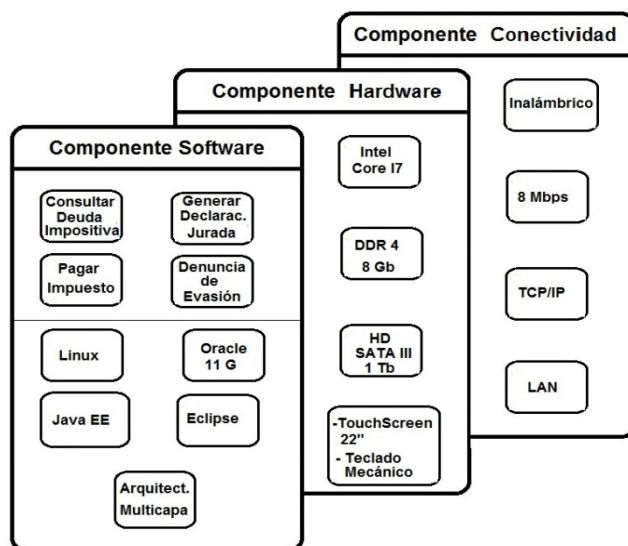 Componente Conectividad
Inalámbrico
8 Mbps
TCP/IP
LAN
Componente Hardware
Intel
Core I7
DDR 4
8 Gb
HD
SATA III
1 Tb
-TouchScreen
22"
- Teclado
Mecánico
Componente Software
Consultar
Deuda
Impositiva
Generar
Declarac.
Jurada
Pagar
Impuesto
Denuncia
de
Evasión
Linux
Oracle
11 G
Java EE
Eclipse
Arquitect.
Multicapa